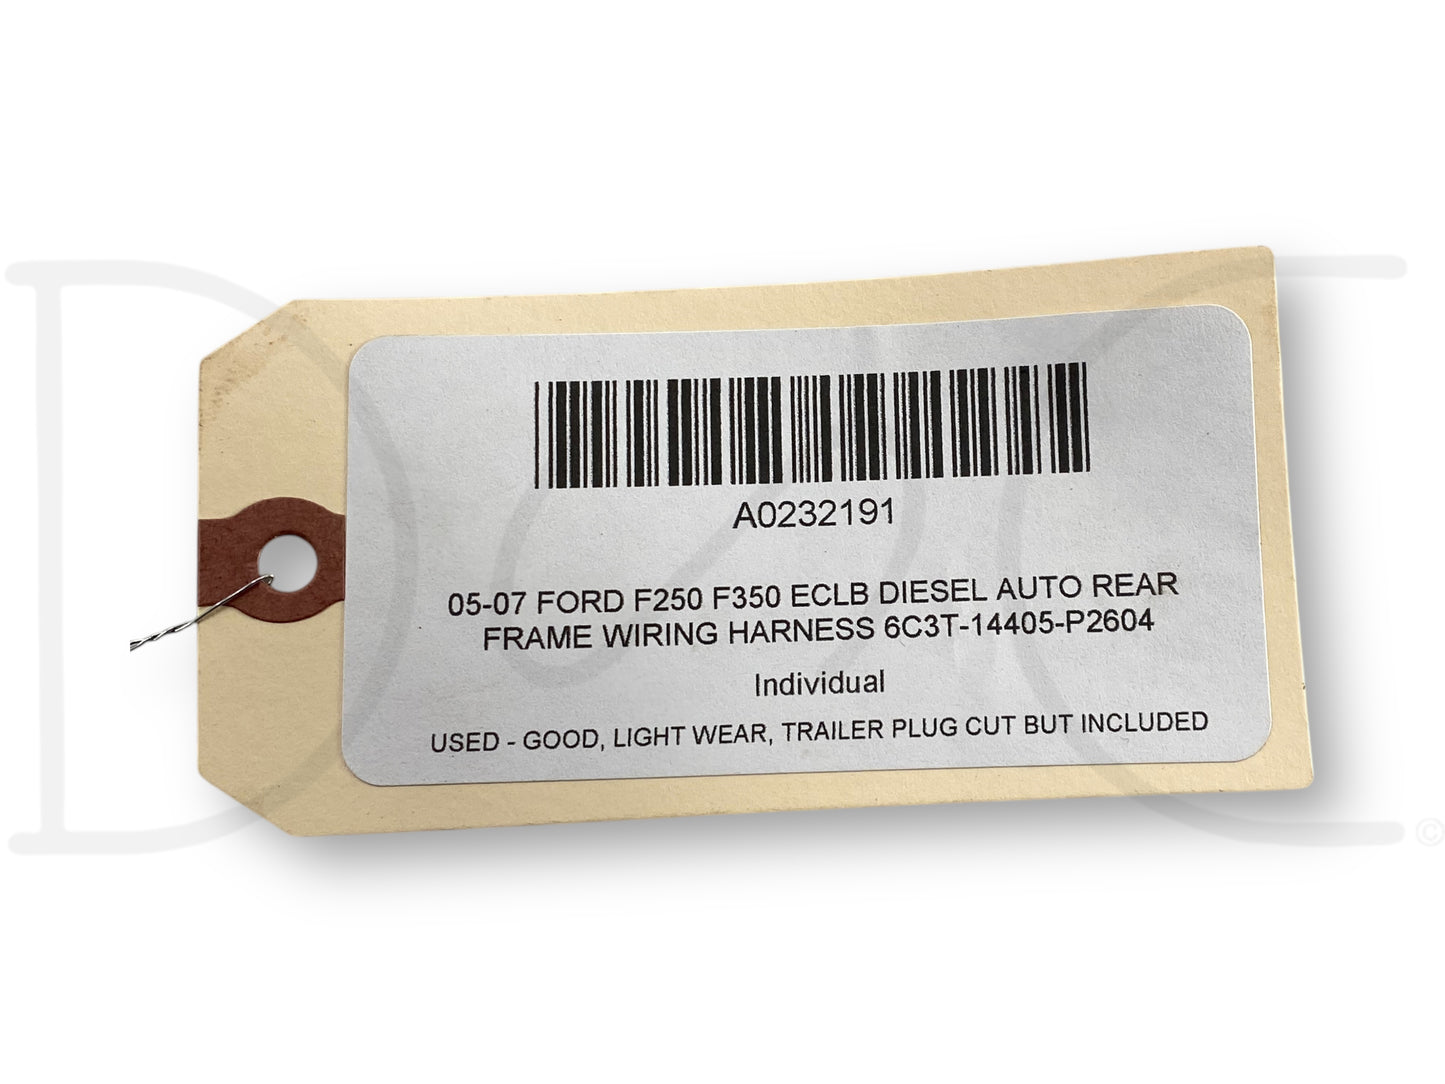 A0232191
05-07 FORD F250 F350 ECLB DIESEL AUTO REAR
FRAME WIRING HARNESS 6C3T-14405-P2604
Individual
USED - GOOD, LIGHT WEAR, TRAILER PLUG CUT BUT INCLUDED
©